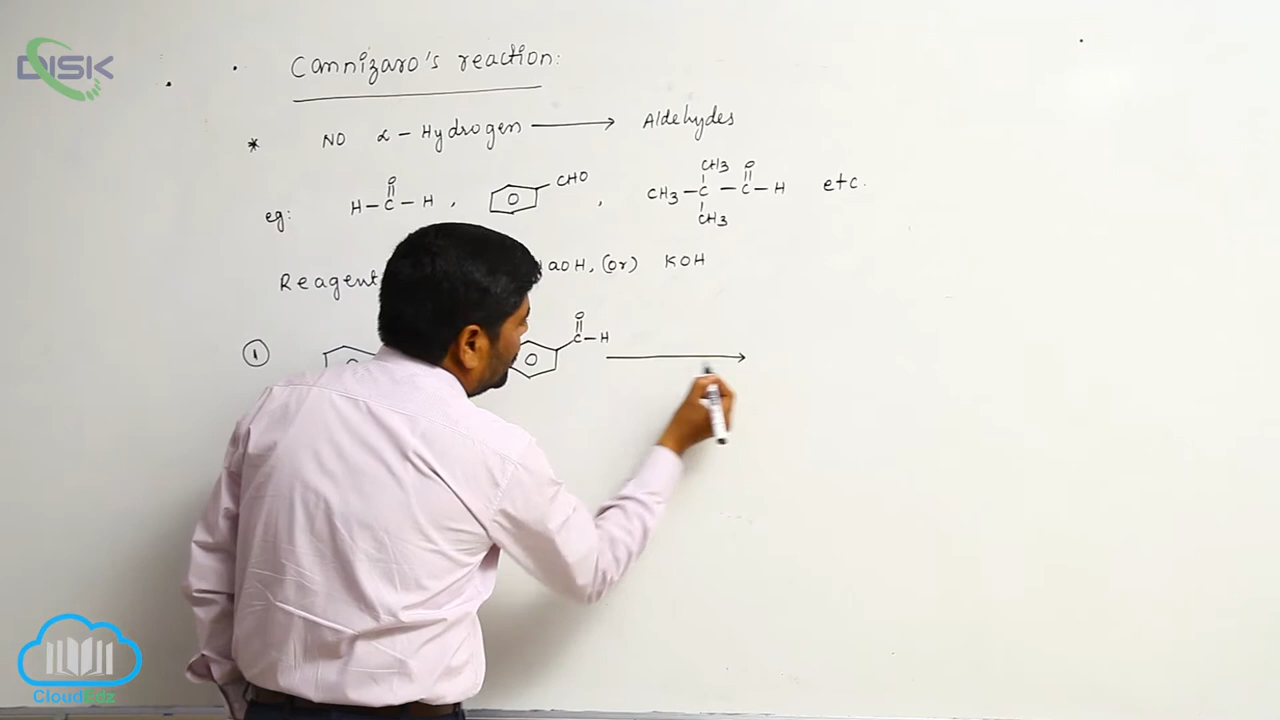 DISK
Cannizaro's reaction:
* NO α - Hydrogen ⟶ Aldehydes
eg: H-C-H, CHO, CH3-C-C-H etc.
O
CH3 O
CH3
Reagent aOH, (or) KOH
① C-H ⟶
O
CloudEdz